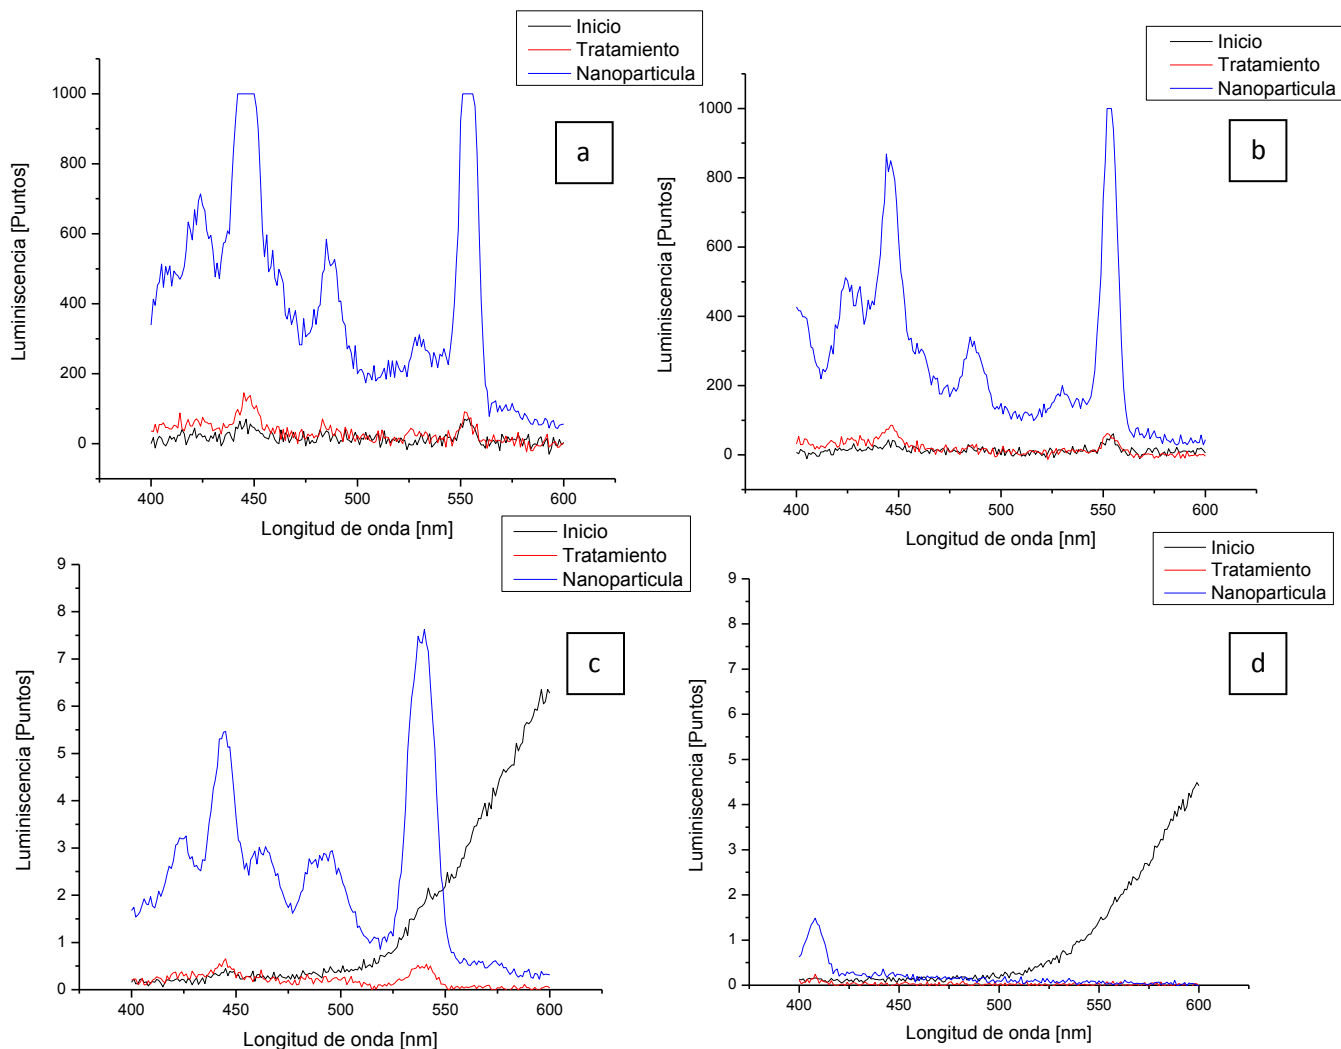 Inicio
Tratamiento
Nanoparticula
a
1000
800
600
400
200
0
Luminiscencia [Puntos]
400 450 500 550 600
Longitud de onda [nm]
Inicio
Tratamiento
Nanoparticula
b
1000
800
600
400
200
0
Luminiscencia [Puntos]
400 450 500 550 600
Longitud de onda [nm]
Inicio
Tratamiento
Nanoparticula
c
9
8
7
6
5
4
3
2
1
0
Luminiscencia [Puntos]
400 450 500 550 600
Longitud de onda [nm]
Inicio
Tratamiento
Nanoparticula
d
9
8
7
6
5
4
3
2
1
0
Luminiscencia [Puntos]
400 450 500 550 600
Longitud de onda [nm]